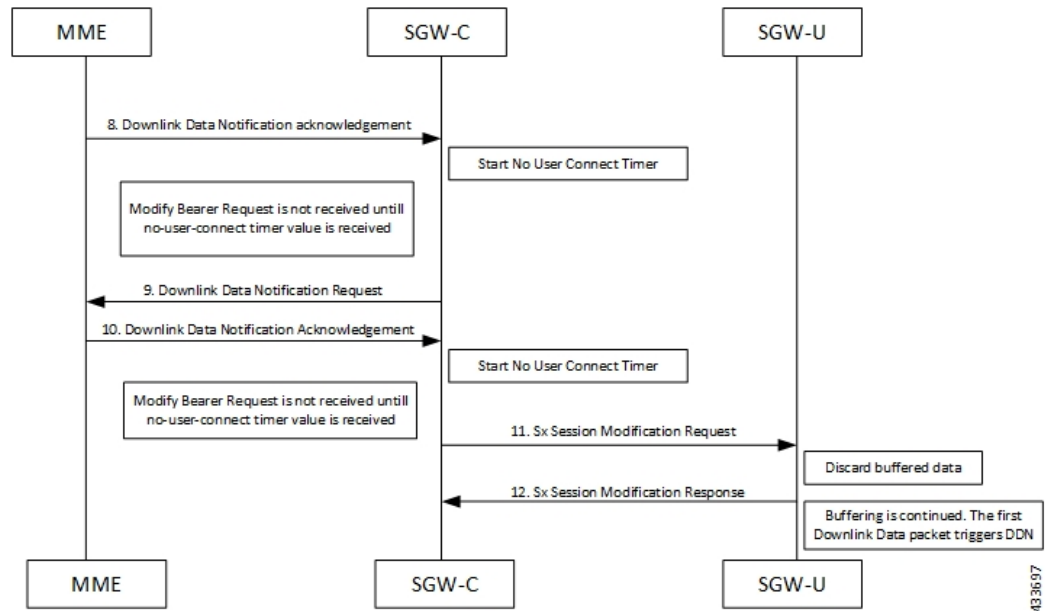 MME
SGW-C
SGW-U
8. Downlink Data Notification acknowledgement
Start No User Connect Timer
Modify Bearer Request is not received untill
no-user-connect timer value is received
9. Downlink Data Notification Request
10. Downlink Data Notification Acknowledgement
Start No User Connect Timer
Modify Bearer Request is not received untill
no-user-connect timer value is received
11. Sx Session Modification Request
Discard buffered data
12. Sx Session Modification Response
Buffering is continued. The first
Downlink Data packet triggers DDN
MME
SGW-C
SGW-U
433697